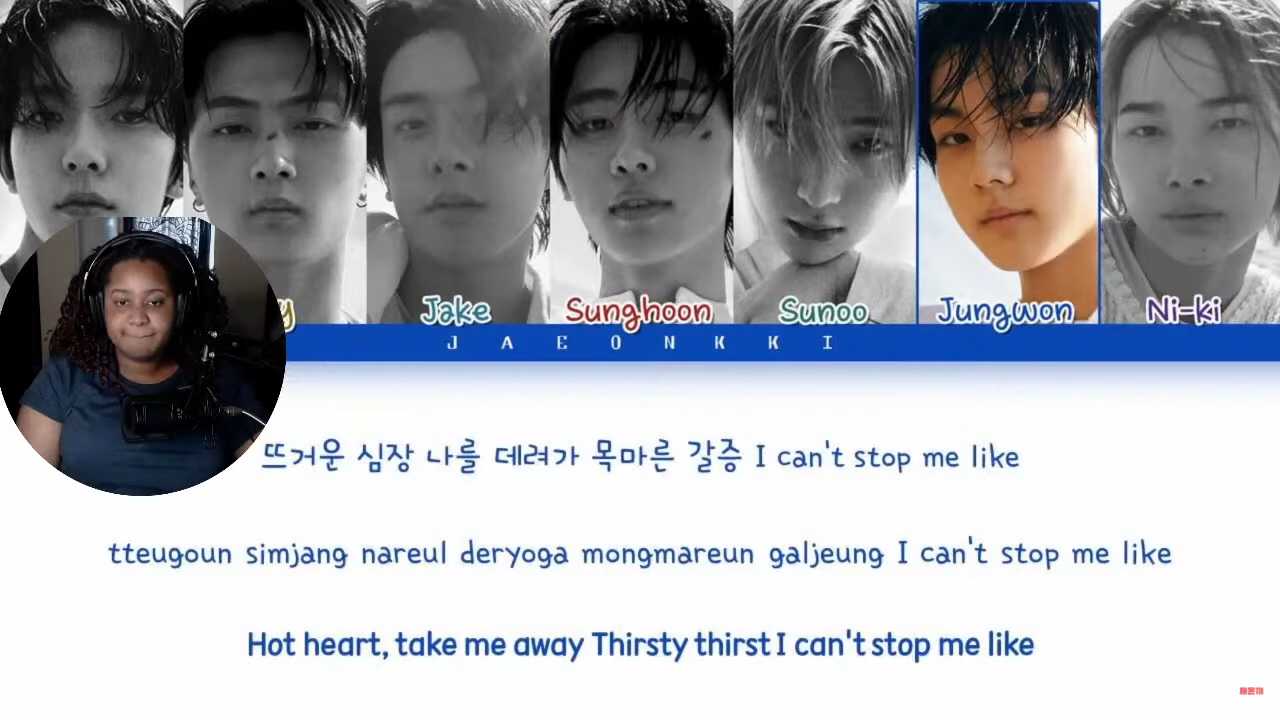 Jake Sunghoon Sunoo Jungwon Ni-ki
J A E O N K K I
뜨거운 심장 나를 데려가 목마른 갈증 I can't stop me like
tteugoun simjang nareul deryoga mongmareun galjeung I can't stop me like
Hot heart, take me away Thirsty thirst I can't stop me like